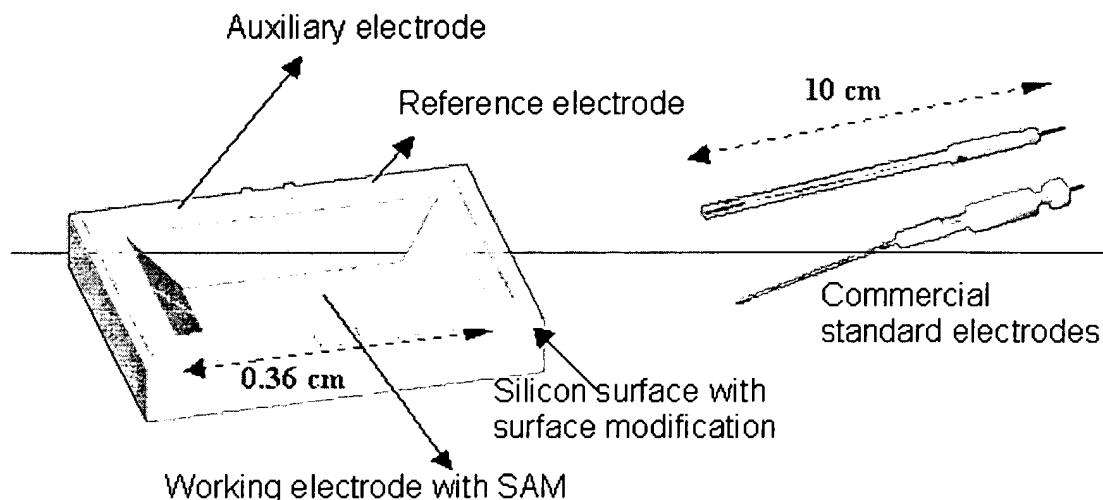 Auxiliary electrode
Reference electrode
10 cm
0.36 cm
Commercial
standard electrodes
Silicon surface with
surface modification
Working electrode with SAM